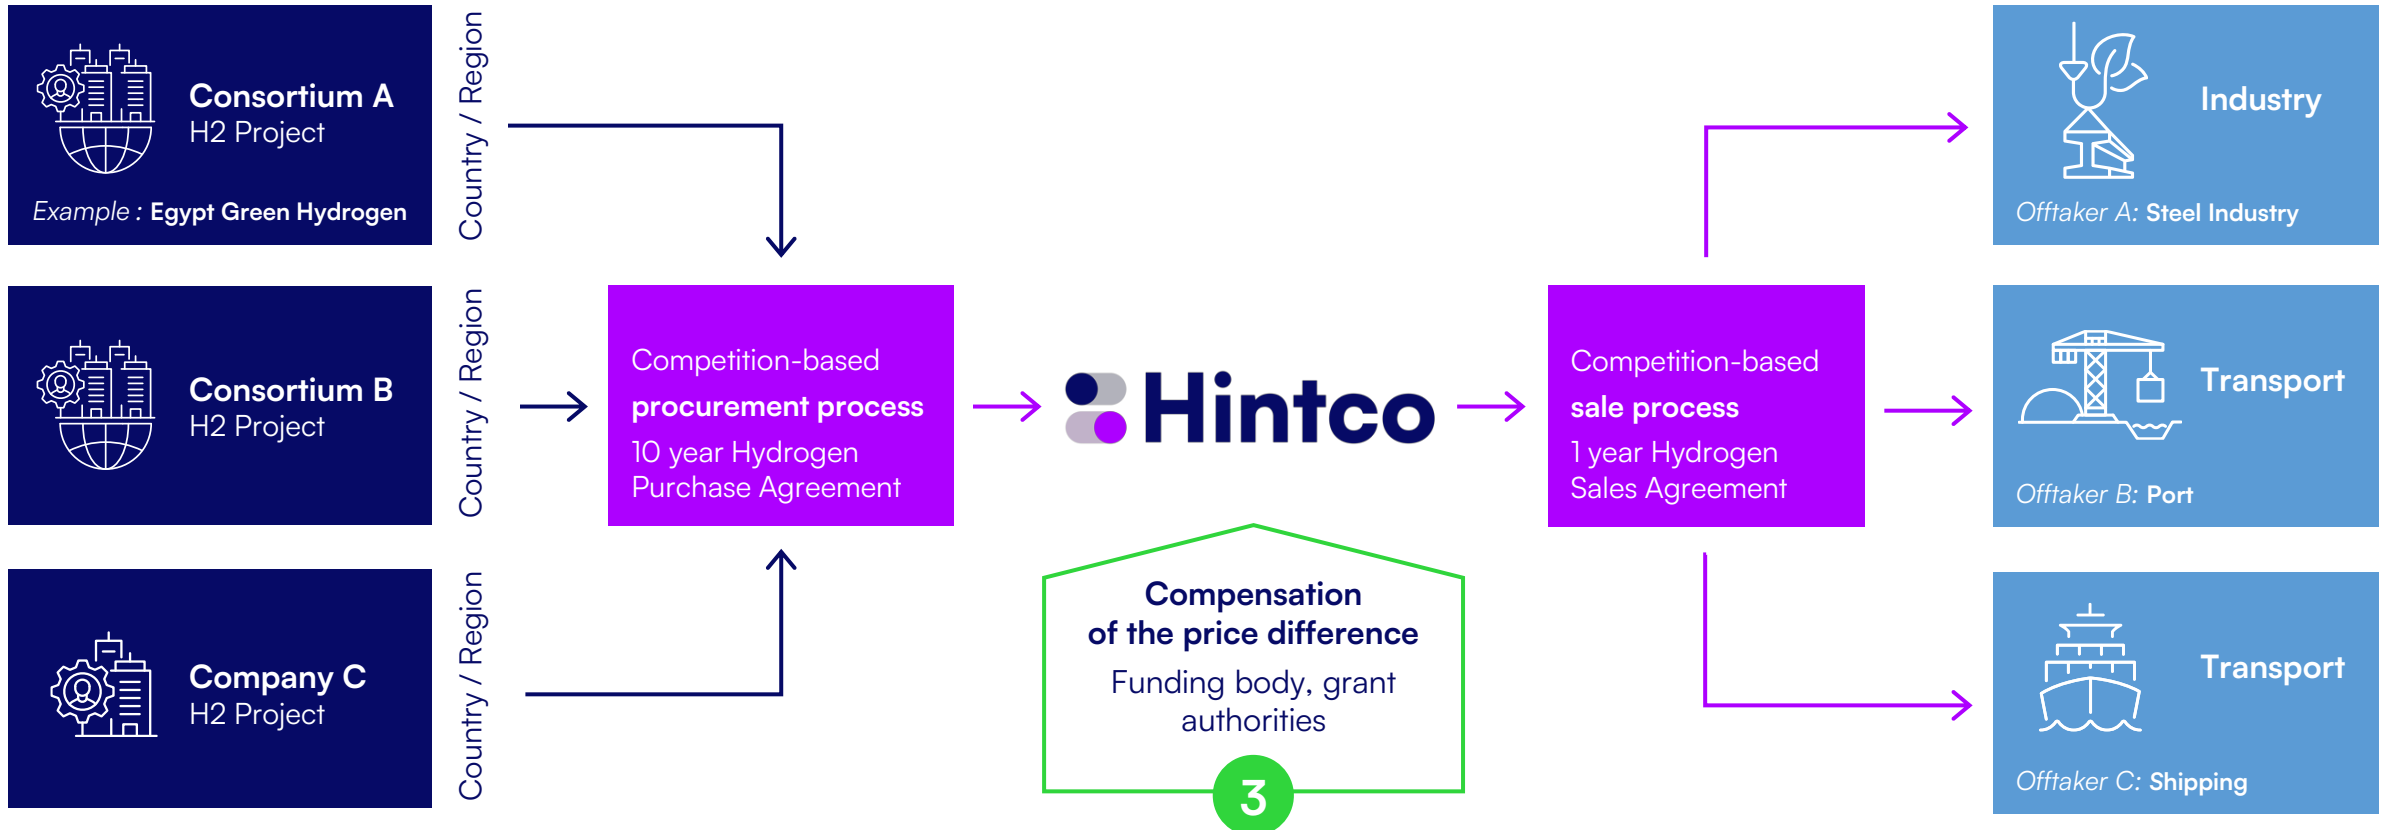 Consortium A
H2 Project
Example : Egypt Green Hydrogen
Country / Region
Consortium B
H2 Project
Country / Region
Company C
H2 Project
Country / Region
Competition-based
procurement process
10 year Hydrogen
Purchase Agreement
Hintco
Compensation
of the price difference
Funding body, grant
authorities
3
Competition-based
sale process
1 year Hydrogen
Sales Agreement
Industry
Offtaker A: Steel Industry
Transport
Offtaker B: Port
Transport
Offtaker C: Shipping